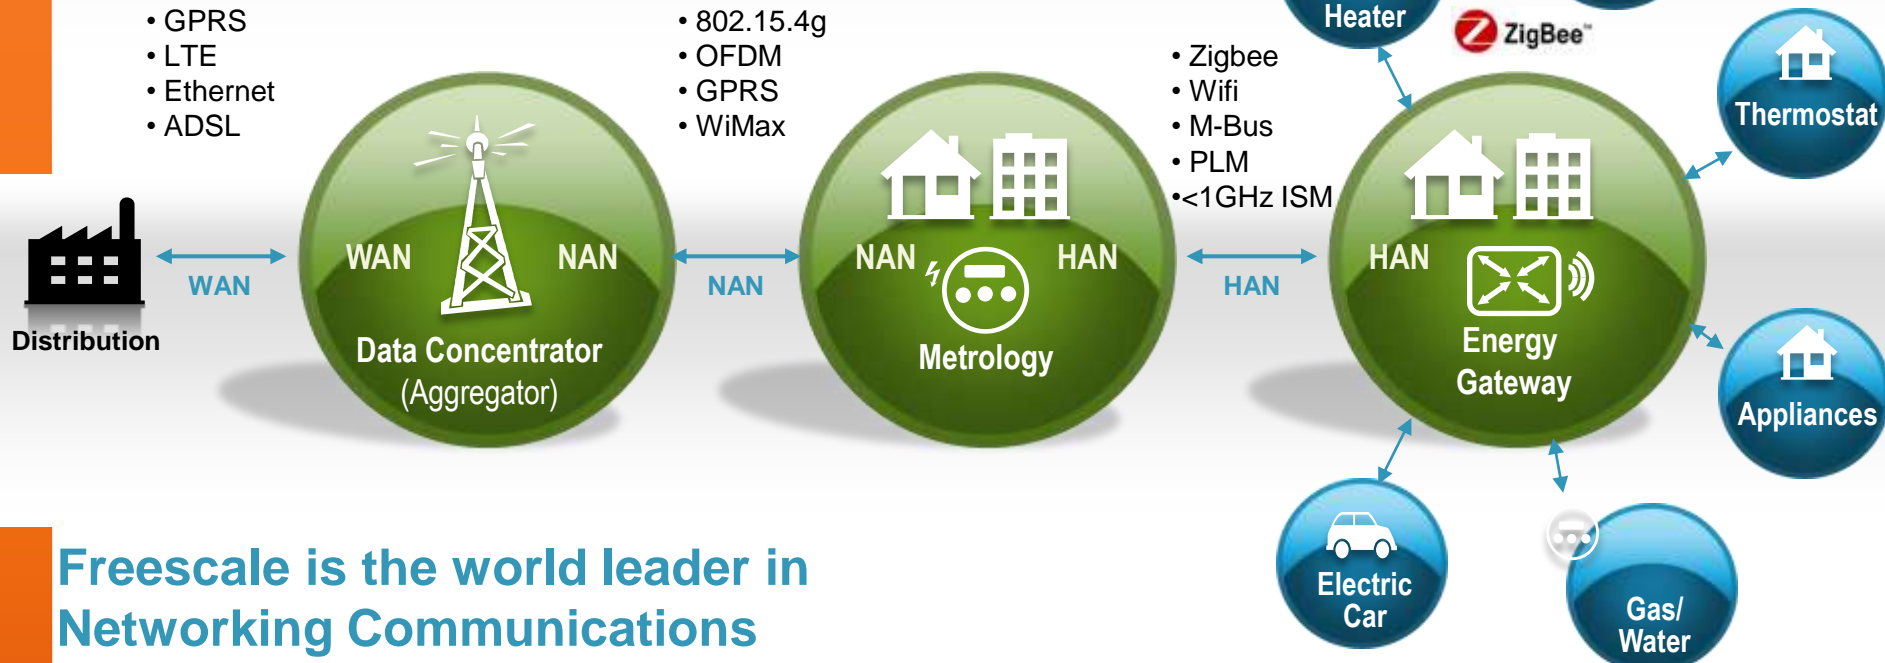 • GPRS
• LTE
• Ethernet
• ADSL
• 802.15.4g
• OFDM
• GPRS
• WiMax
• Zigbee
• Wifi
• M-Bus
• PLM
•<1GHz ISM
Heater
ZigBee™
Thermostat
WAN
NAN
NAN
HAN
HAN
WAN
NAN
HAN
Distribution
Data Concentrator
(Aggregator)
Metrology
Energy
Gateway
Appliances
Electric
Car
Gas/
Water
Freescale is the world leader in
Networking Communications